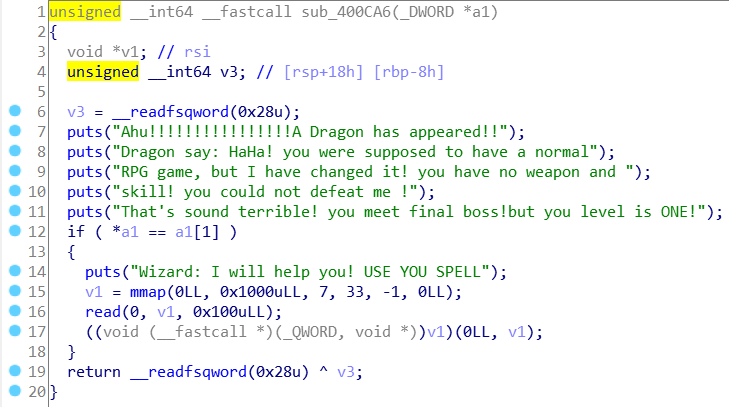 1 unsigned __int64 __fastcall sub_400CA6(_DWORD *a1)
2 {
3 void *v1; // rsi
4 unsigned __int64 v3; // [rsp+18h] [rbp-8h]
5
6 v3 = __readfsqword(0x28u);
7 puts("Ahu!!!!!!!!!!!!!!!!A Dragon has appeared!!");
8 puts("Dragon say: HaHa! you were supposed to have a normal");
9 puts("RPG game, but I have changed it! you have no weapon and ");
10 puts("skill! you could not defeat me !");
11 puts("That's sound terrible! you meet final boss!but you level is ONE!");
12 if ( *a1 == a1[1] )
13 {
14 puts("Wizard: I will help you! USE YOU SPELL");
15 v1 = mmap(0LL, 0x1000uLL, 7, 33, -1, 0LL);
16 read(0, v1, 0x100uLL);
17 ((void (__fastcall *)(_QWORD, void *))v1)(0LL, v1);
18 }
19 return __readfsqword(0x28u) ^ v3;
20 }